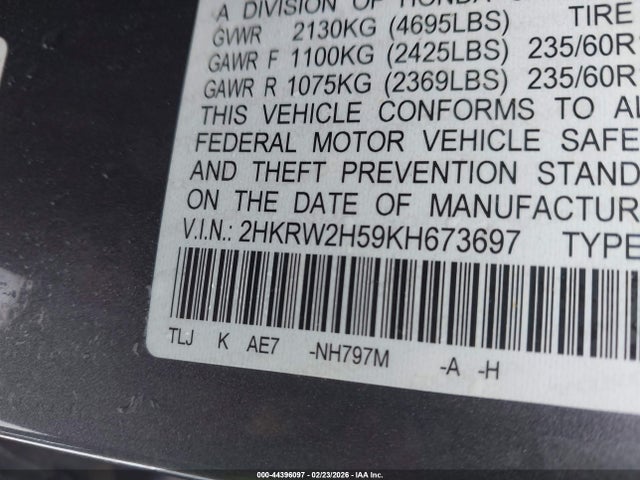 A DIVISION OF HONDA
GVWR 2130KG (4695LBS) TIRE
GAWR F 1100KG (2425LBS) 235/60R1
GAWR R 1075KG (2369LBS) 235/60R
THIS VEHICLE CONFORMS TO AL
FEDERAL MOTOR VEHICLE SAFE
AND THEFT PREVENTION STAND
ON THE DATE OF MANUFACTUR
V.I.N.: 2HKRW2H59KH673697 TYPE
TLJ K AE7 -NH797M -A -H
000-44396097 - 02/23/2026 - IAA Inc.